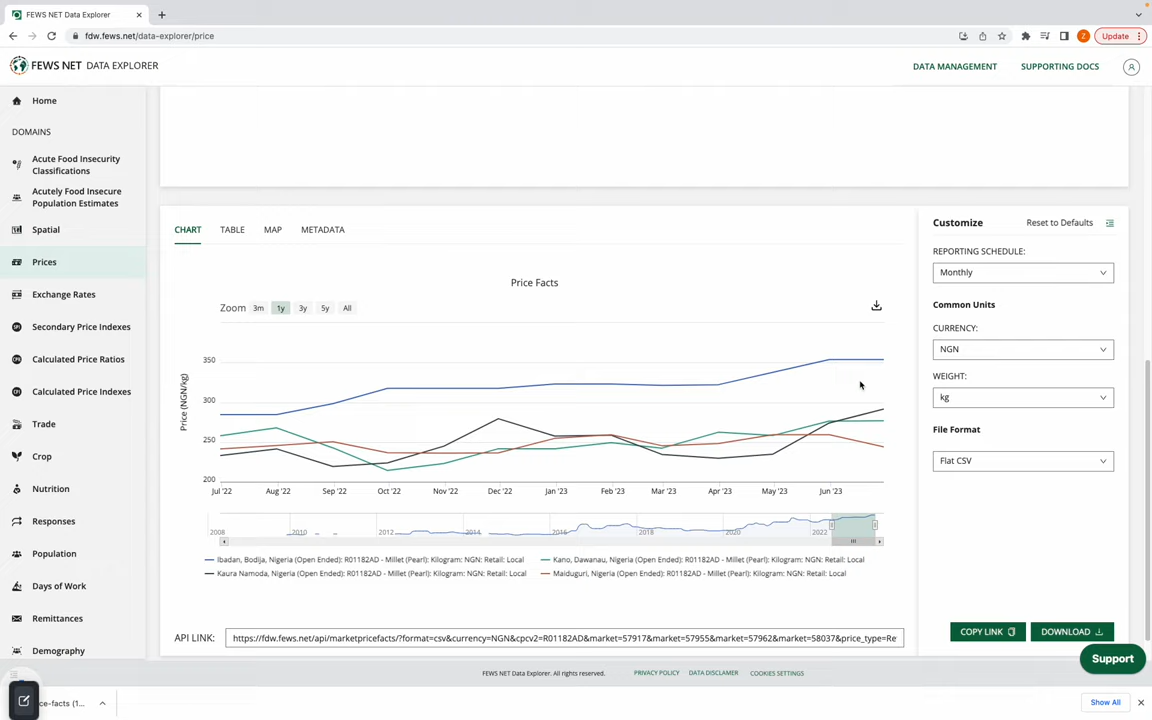 FEWS NET Data Explorer
fdw.fews.net/data-explorer/price
Z
Update
FEWS NET DATA EXPLORER
DATA MANAGEMENT
SUPPORTING DOCS
Home
DOMAINS
Acute Food Insecurity
Classifications
Acutely Food Insecure
Population Estimates
Spatial
Prices
Exchange Rates
Secondary Price Indexes
Calculated Price Ratios
Calculated Price Indexes
Trade
Crop
Nutrition
Responses
Population
Days of Work
Remittances
Demography
CHART TABLE MAP METADATA
Price Facts
Zoom 3m 1y 3y 5y All
Price (NGN/kg)
350
300
250
200
Jul '22 Aug '22 Sep '22 Oct '22 Nov '22 Dec '22 Jan '23 Feb '23 Mar '23 Apr '23 May '23 Jun '23
2008 2010 2012 2014 2016 2018 2020 2022
Ibadan, Bodija, Nigeria (Open Ended): R01182AD - Millet (Pearl): Kilogram: NGN: Retail: Local
Kano, Dawanau, Nigeria (Open Ended): R01182AD - Millet (Pearl): Kilogram: NGN: Retail: Local
Kaura Namoda, Nigeria (Open Ended): R01182AD - Millet (Pearl): Kilogram: NGN: Retail: Local
Maiduguri, Nigeria (Open Ended): R01182AD - Millet (Pearl): Kilogram: NGN: Retail: Local
API LINK: https://fdw.fews.net/api/marketpricefacts/?format=csv&currency=NGN&cpcv2=R01182AD&market=57917&market=57955&market=57962&market=58037&price_type=Re
Customize
Reset to Defaults
REPORTING SCHEDULE:
Monthly
Common Units
CURRENCY:
NGN
WEIGHT:
kg
File Format
Flat CSV
COPY LINK
DOWNLOAD
Support
FEWS NET Data Explorer. All rights reserved.
PRIVACY POLICY
DATA DISCLAIMER
COOKIES SETTINGS
ce-facts (1...
Show All